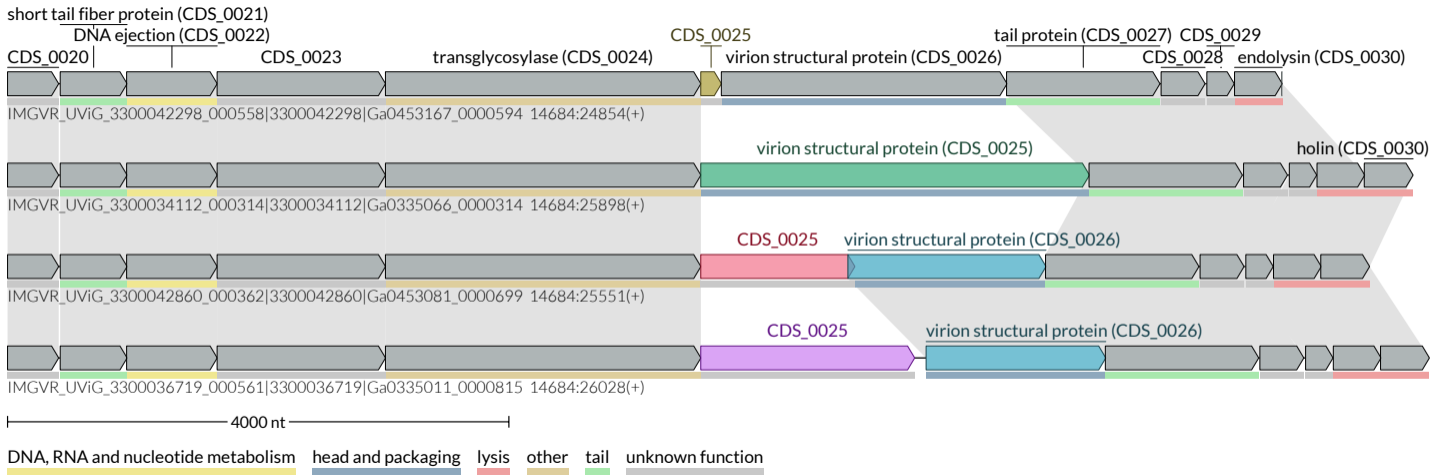 short tail fiber protein (CDS_0021)
DNA ejection (CDS_0022)
CDS_0025
tail protein (CDS_0027)
CDS_0029
CDS_0020
CDS_0023
transglycosylase (CDS_0024)
virion structural protein (CDS_0026)
CDS_0028
endolysin (CDS_0030)
IMGVR_UViG_3300042298_000558|3300042298|Ga0453167_0000594 14684:24854(+)
virion structural protein (CDS_0025)
holin (CDS_0030)
IMGVR_UViG_3300034112_000314|3300034112|Ga0335066_0000314 14684:25898(+)
CDS_0025
virion structural protein (CDS_0026)
IMGVR_UViG_3300042860_000362|3300042860|Ga0453081_0000699 14684:25551(+)
CDS_0025
virion structural protein (CDS_0026)
IMGVR_UViG_3300036719_000561|3300036719|Ga0335011_0000815 14684:26028(+)
4000 nt
DNA, RNA and nucleotide metabolism
head and packaging
lysis
other
tail
unknown function